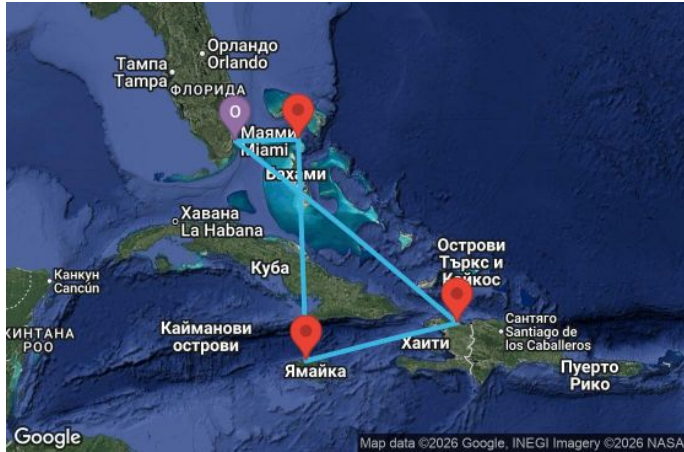 Орландо
Orlando
Тампа
Tampa
ФЛОРИДА
O
Маями
Miami
Бахами
Хавана
La Habana
Острови
Търкс и
Кайкос
Куба
Канкун
Cancún
Сантяго
Santiago de
los Caballeros
КИНТАНА
РОО
Кайманови
острови
Хаити
Ямайка
Пуерто
Рико
Google
Map data ©2026 Google, INEGI Imagery ©2026 NASA